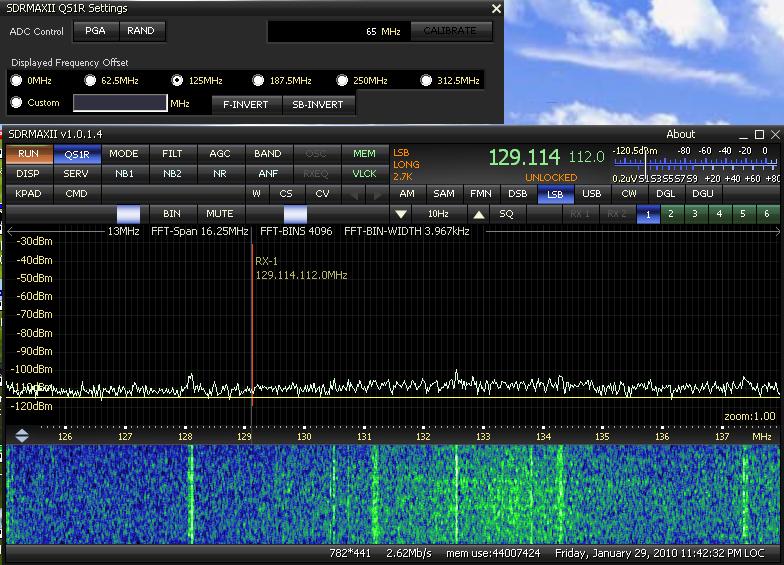 SDRMAXII QS1R Settings
ADC Control PGA RAND 65 MHz CALIBRATE
Displayed Frequency Offset
0MHz 62.5MHz 125MHz 187.5MHz 250MHz 312.5MHz
Custom MHz F-INVERT SB-INVERT
SDRMAXII v1.0.1.4 About
RUN QS1R MODE FILT AGC BAND OSC MEM
DISP SERV NB1 NB2 NR ANF RXEQ VLCK
KPAD CMD W CS CV
LSB
LONG
2.7K
129.114 112.0
UNLOCKED
-120.5dbm -80 -60 -40 -20 0
0.2uV S1S3S5S7S9 +20 +40 +60 +80
AM SAM FMN DSB LSB USB CW DGL DGU
BIN MUTE 10Hz SQ RX 1 RX 2 1 2 3 4 5 6
13MHz FFT-Span 16.25MHz FFT-BINS 4096 FFT-BIN-WIDTH 3.967kHz
-30dBm
-40dBm
-50dBm
-60dBm
-70dBm
-80dBm
-90dBm
-100dBm
-110dBm
-120dBm
RX-1
129.114.112.0MHz
zoom:1.00
126 127 128 129 130 131 132 133 134 135 136 137 MHz
782*441 2.62Mb/s mem use:44007424 Friday, January 29, 2010 11:42:32 PM LOC